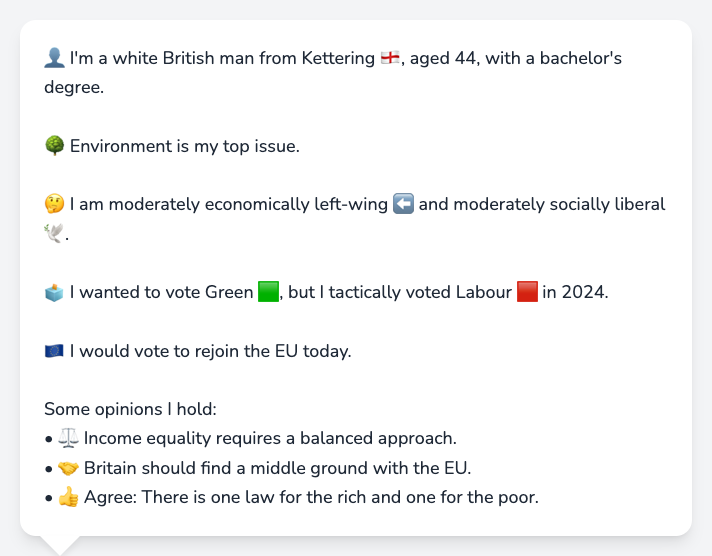 👤 I'm a white British man from Kettering 🏴󠁧󠁢󠁥󠁮󠁧󠁿, aged 44, with a bachelor's
degree.
🌳 Environment is my top issue.
🤔 I am moderately economically left-wing ⬅️ and moderately socially liberal
🕊️.
🗳️ I wanted to vote Green 🟩, but I tactically voted Labour 🟥 in 2024.
🇪🇺 I would vote to rejoin the EU today.
Some opinions I hold:
• ⚖️ Income equality requires a balanced approach.
• 🤝 Britain should find a middle ground with the EU.
• 👍 Agree: There is one law for the rich and one for the poor.